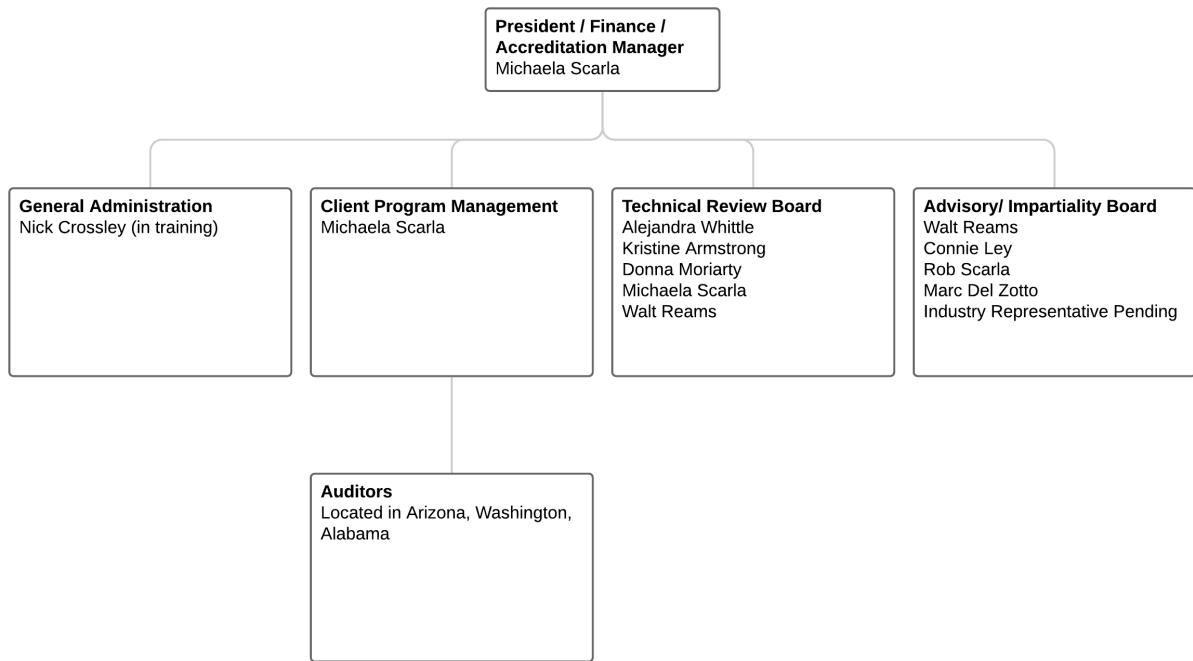 President / Finance /
Accreditation Manager
Michaela Scarla
General Administration
Nick Crossley (in training)
Client Program Management
Michaela Scarla
Technical Review Board
Alejandra Whittle
Kristine Armstrong
Donna Moriarty
Michaela Scarla
Walt Reams
Advisory/ Impartiality Board
Walt Reams
Connie Ley
Rob Scarla
Marc Del Zotto
Industry Representative Pending
Auditors
Located in Arizona, Washington,
Alabama